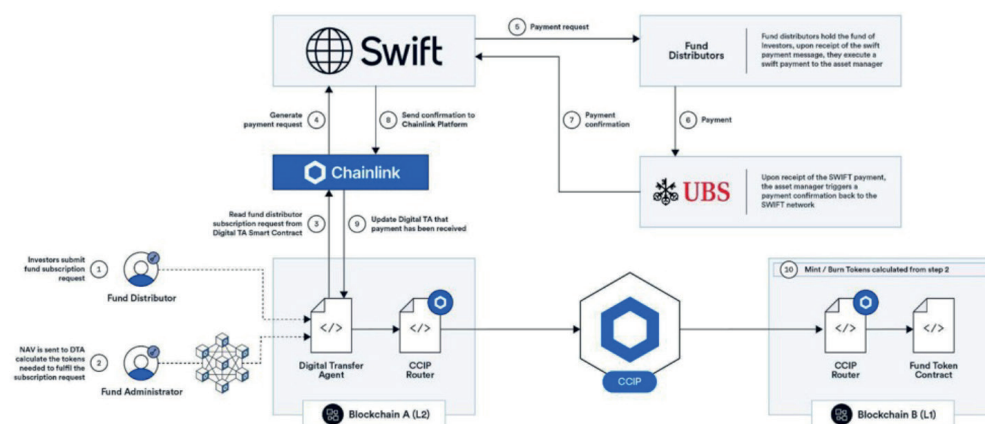 Swift
5
Payment request
Fund
Distributors
Fund distributors hold the fund of
Investors, upon receipt of the swift
payment message, they execute a
swift payment to the asset manager
Generate
payment request
4
8
Send confirmation to
Chainlink Platform
7
Payment
confirmation
6
Payment
Chainlink
UBS
Upon receipt of the SWIFT payment,
the asset manager triggers a
payment confirmation back to the
SWIFT network
Read fund distributor
subscription request from
Digital TA Smart Contract
3
9
Update Digital TA that
payment has been received
Investors submit
fund subscription
request
1
Fund Distributor
10
Mint / Burn Tokens calculated from step 2
NAV is sent to DTA
calculate the tokens
needed to fulfil the
subscription request
2
Fund Administrator
</>
Digital Transfer
Agent
</>
CCIP
Router
CCIP
</>
CCIP
Router
</>
Fund Token
Contract
Blockchain A (L2)
Blockchain B (L1)